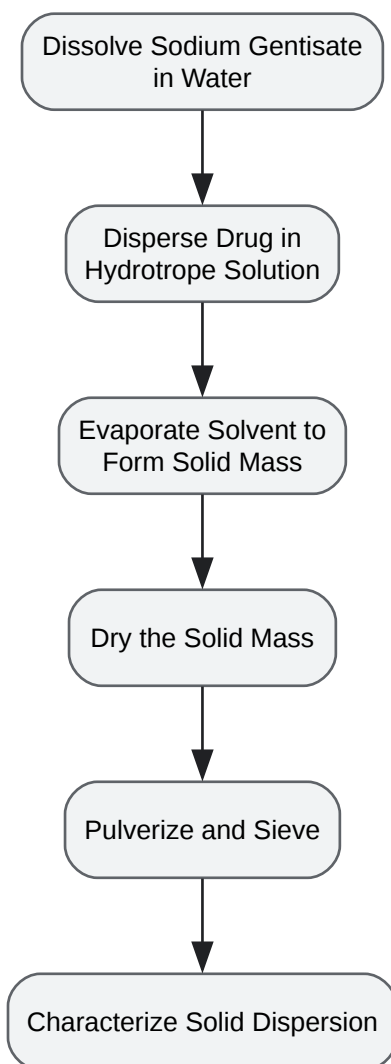 Dissolve Sodium Gentisate
in Water
Disperse Drug in
Hydrotrope Solution
Evaporate Solvent to
Form Solid Mass
Dry the Solid Mass
Pulverize and Sieve
Characterize Solid Dispersion